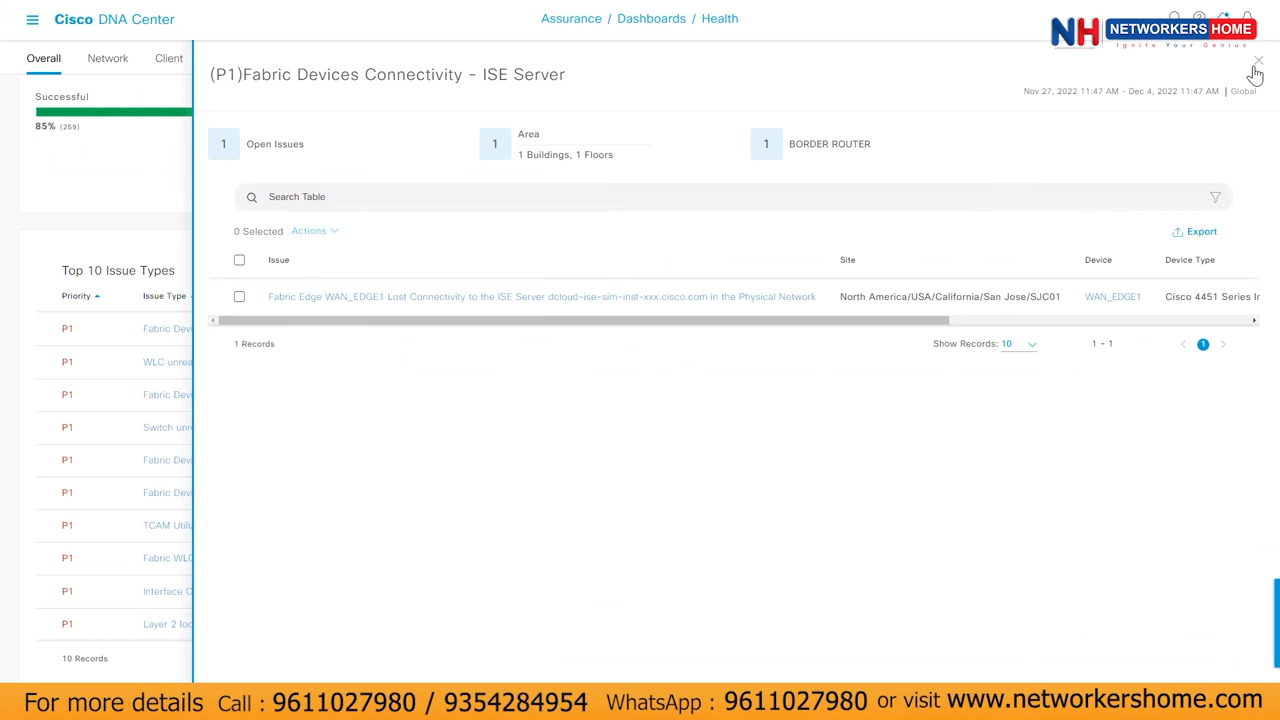 Cisco DNA Center
Assurance / Dashboards / Health
NH NETWORKERS HOME
Ignite Your Genius
Overall Network Client
(P1)Fabric Devices Connectivity - ISE Server
Nov 27, 2022 11:47 AM - Dec 4, 2022 11:47 AM | Global
Successful
85% (259)
1 Open Issues
1 Area
1 Buildings, 1 Floors
1 BORDER ROUTER
Search Table
0 Selected Actions
Export
Issue Site Device Device Type
Fabric Edge WAN_EDGE1 Lost Connectivity to the ISE Server dcloud-ise-sim-inst-xxx.cisco.com in the Physical Network North America/USA/California/San Jose/SJC01 WAN_EDGE1 Cisco 4451 Series In
1 Records
Show Records: 10 1 - 1 1
Top 10 Issue Types
Priority Issue Type
P1 Fabric Dev
P1 WLC unrea
P1 Fabric Dev
P1 Switch unr
P1 Fabric Dev
P1 Fabric Dev
P1 TCAM Utili
P1 Fabric WL
P1 Interface C
P1 Layer 2 loo
10 Records
For more details Call : 9611027980 / 9354284954 WhatsApp : 9611027980 or visit www.networkershome.com